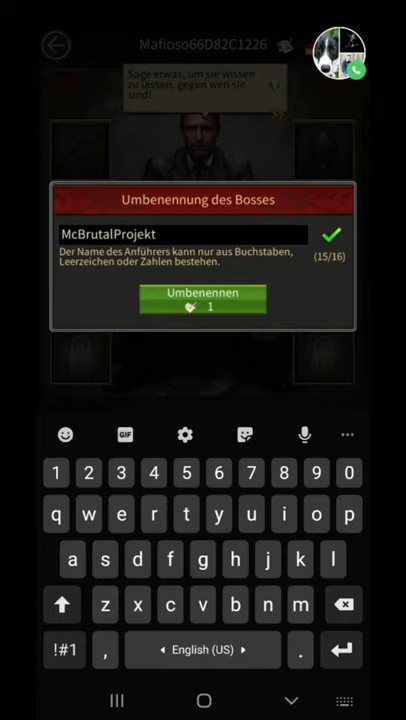 Mafioso66D82C1226
Sage etwas, um sie wissen
zu lassen, gegen wen sie
sind!
Umbenennung des Bosses
McBrutalProjekt
Der Name des Anführers kann nur aus Buchstaben,
Leerzeichen oder Zahlen bestehen.
(15/16)
Umbenennen
1
GIF
1 2 3 4 5 6 7 8 9 0
q w e r t y u i o p
a s d f g h j k l
z x c v b n m
!#1 , English (US) .